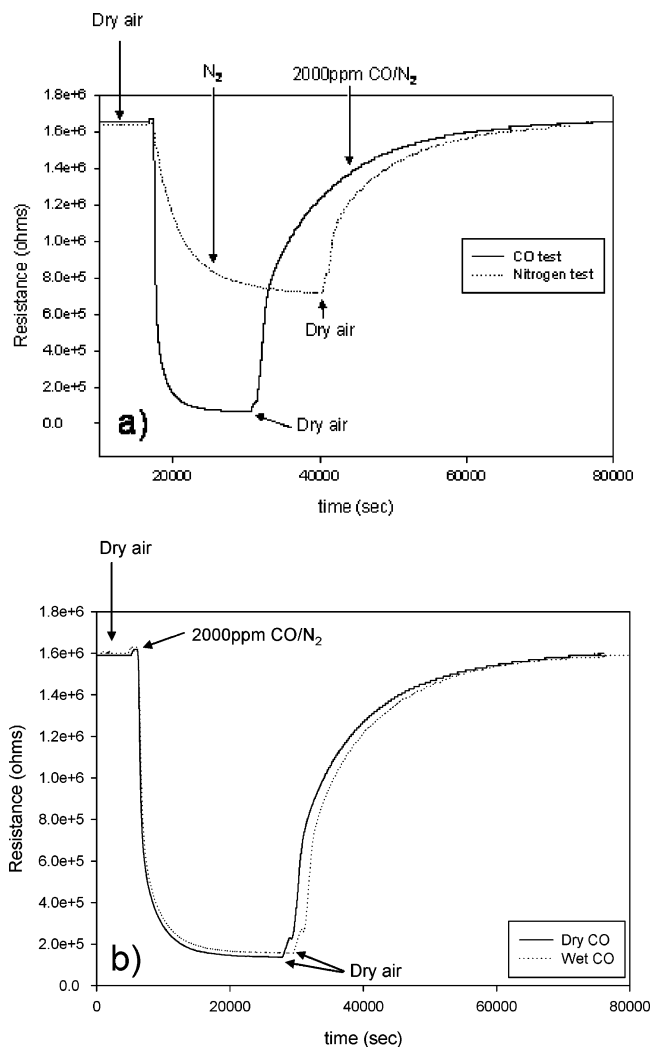 Dry air
N2
2000ppm CO/N2
1.8e+6
1.6e+6
1.4e+6
1.2e+6
1.0e+6
8.0e+5
6.0e+5
4.0e+5
2.0e+5
0.0
Resistance (ohms)
CO test
Nitrogen test
Dry air
Dry air
a)
20000
40000
60000
80000
time (sec)
Dry air
2000ppm CO/N2
1.8e+6
1.6e+6
1.4e+6
1.2e+6
1.0e+6
8.0e+5
6.0e+5
4.0e+5
2.0e+5
0.0
Resistance (ohms)
b)
Dry air
Dry CO
Wet CO
0
20000
40000
60000
80000
time (sec)